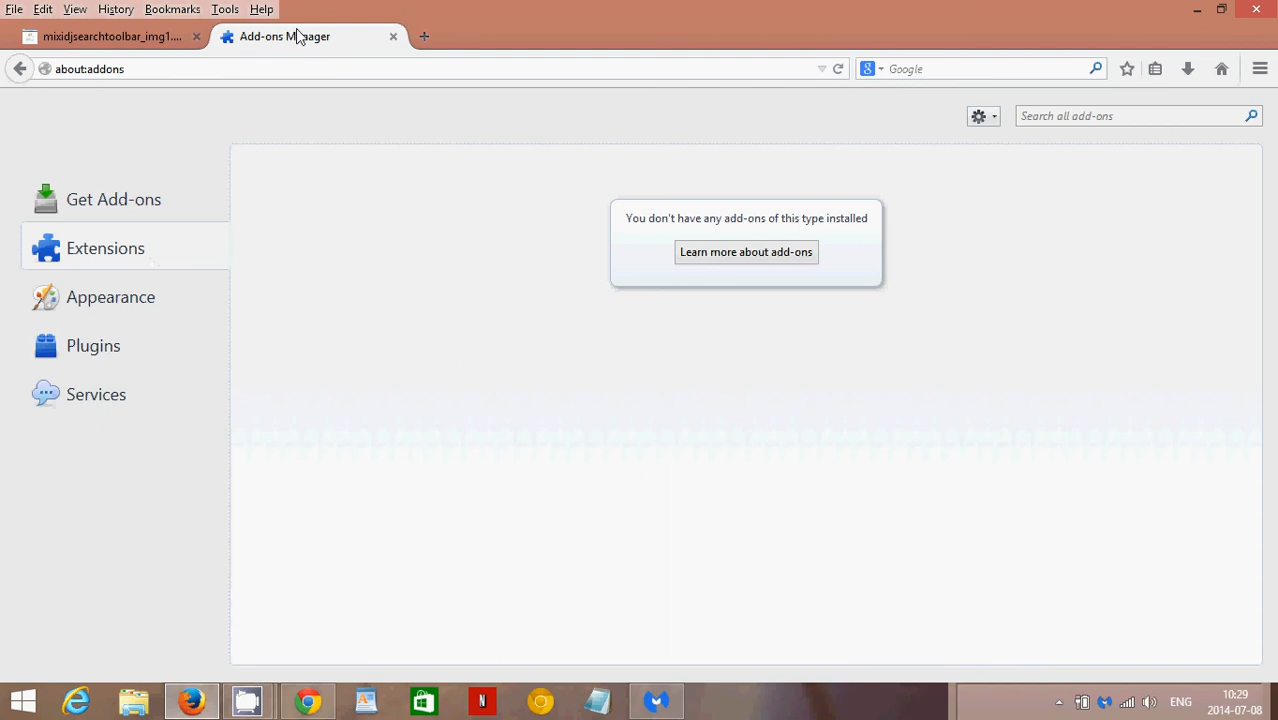 File Edit View History Bookmarks Tools Help
mixidjsearchtoolbar_img1....
Add-ons Manager
about:addons
Google
Search all add-ons
Get Add-ons
Extensions
Appearance
Plugins
Services
You don't have any add-ons of this type installed
Learn more about add-ons
ENG
10:29
2014-07-08